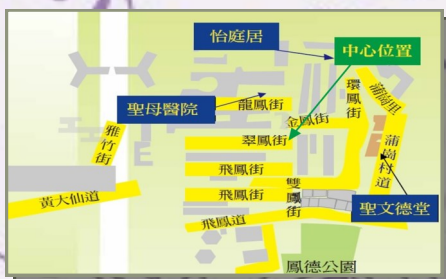 怡庭居
中心位置
聖母醫院
龍鳳街
環鳳街
蒲崗里
金鳳街
雅竹街
翠鳳街
蒲崗村道
飛鳳街
飛鳳街
雙鳳街
黃大仙道
飛鳳道
聖文德堂
鳳德公園